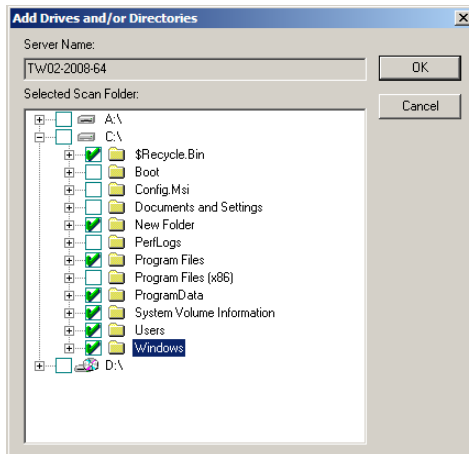 Add Drives and/or Directories
Server Name:
TW02-2008-64
OK
Selected Scan Folder:
Cancel
A:\
C:\
$Recycle.Bin
Boot
Config.Msi
Documents and Settings
New Folder
PerfLogs
Program Files
Program Files (x86)
ProgramData
System Volume Information
Users
Windows
D:\